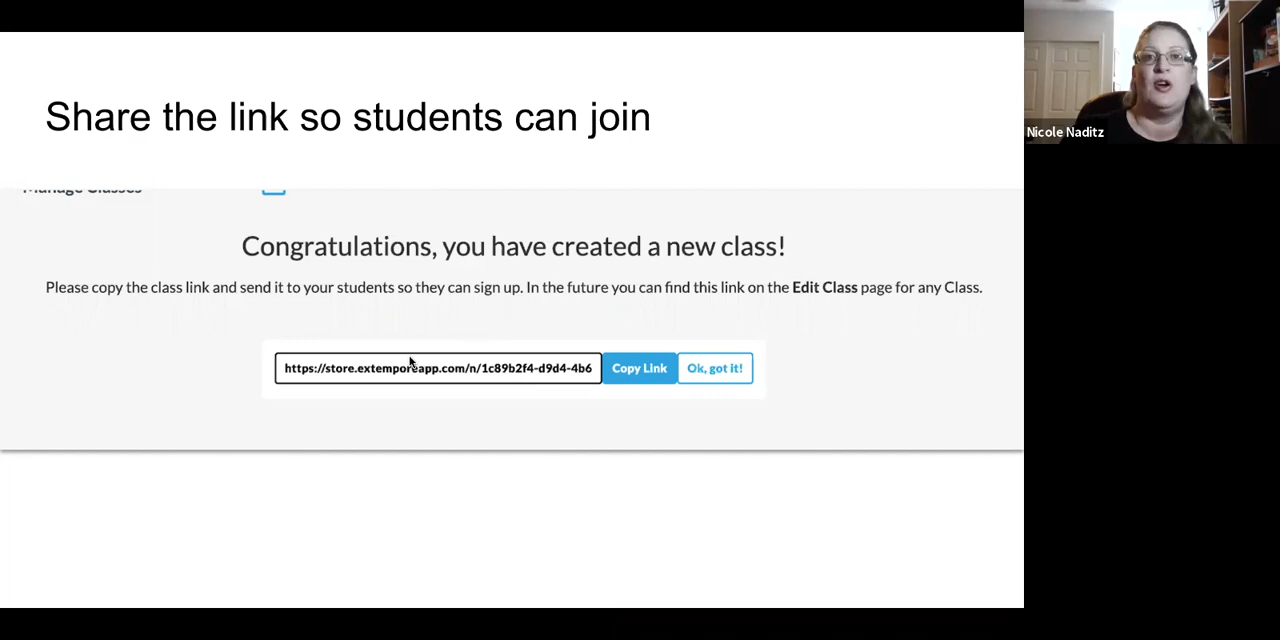 Share the link so students can join
Nicole Naditz
Manage Classes
Congratulations, you have created a new class!
Please copy the class link and send it to your students so they can sign up. In the future you can find this link on the Edit Class page for any Class.
https://store.extemporeapp.com/n/1c89b2f4-d9d4-4b6 Copy Link Ok, got it!